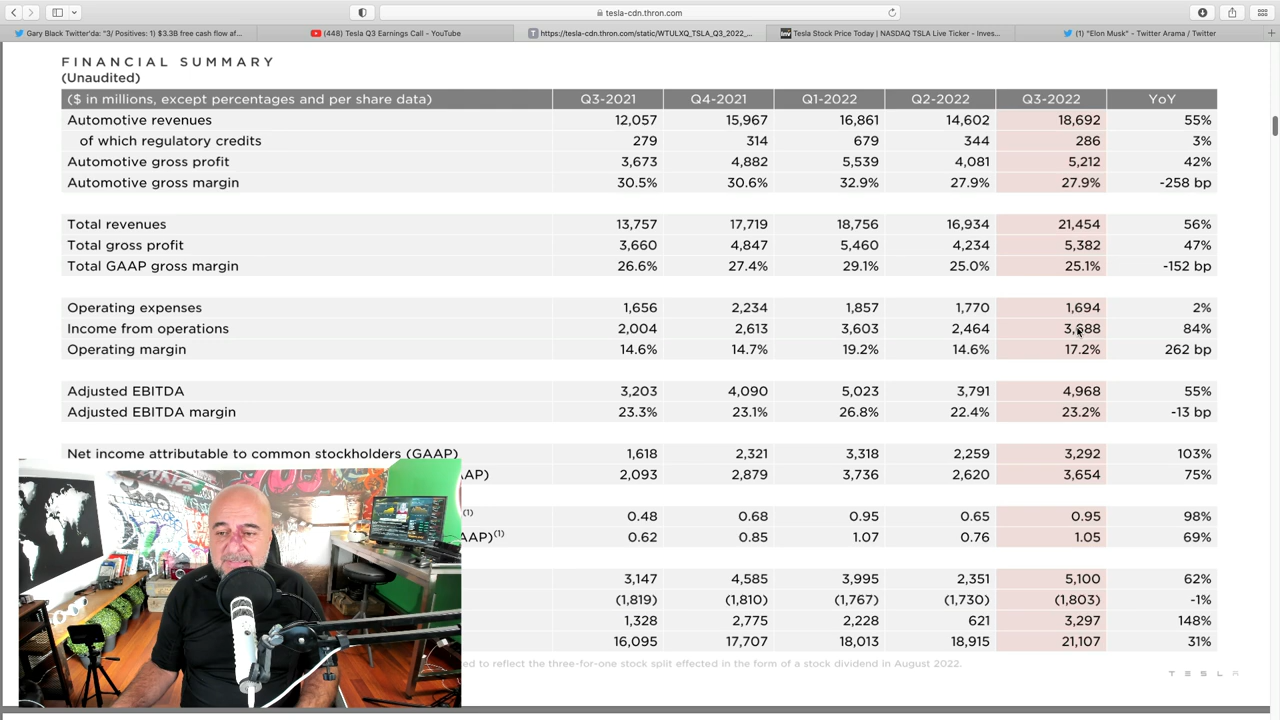 tesla-cdn.thron.com
Gary Black Twitter'da: "3/ Positives: 1) $3.3B free cash flow af...
(448) Tesla Q3 Earnings Call - YouTube
https://tesla-cdn.thron.com/static/WTULXQ_TSLA_Q3_2022_...
Tesla Stock Price Today | NASDAQ TSLA Live Ticker - Inves...
(1) "Elon Musk" - Twitter Arama / Twitter
FINANCIAL SUMMARY
(Unaudited)
($ in millions, except percentages and per share data) Q3-2021 Q4-2021 Q1-2022 Q2-2022 Q3-2022 YoY
Automotive revenues 12,057 15,967 16,861 14,602 18,692 55%
of which regulatory credits 279 314 679 344 286 3%
Automotive gross profit 3,673 4,882 5,539 4,081 5,212 42%
Automotive gross margin 30.5% 30.6% 32.9% 27.9% 27.9% -258 bp
Total revenues 13,757 17,719 18,756 16,934 21,454 56%
Total gross profit 3,660 4,847 5,460 4,234 5,382 47%
Total GAAP gross margin 26.6% 27.4% 29.1% 25.0% 25.1% -152 bp
Operating expenses 1,656 2,234 1,857 1,770 1,694 2%
Income from operations 2,004 2,613 3,603 2,464 3,688 84%
Operating margin 14.6% 14.7% 19.2% 14.6% 17.2% 262 bp
Adjusted EBITDA 3,203 4,090 5,023 3,791 4,968 55%
Adjusted EBITDA margin 23.3% 23.1% 26.8% 22.4% 23.2% -13 bp
Net income attributable to common stockholders (GAAP) 1,618 2,321 3,318 2,259 3,292 103%
AP) 2,093 2,879 3,736 2,620 3,654 75%
(1) 0.48 0.68 0.95 0.65 0.95 98%
AAP)(1) 0.62 0.85 1.07 0.76 1.05 69%
3,147 4,585 3,995 2,351 5,100 62%
(1,819) (1,810) (1,767) (1,730) (1,803) -1%
1,328 2,775 2,228 621 3,297 148%
16,095 17,707 18,013 18,915 21,107 31%
ed to reflect the three-for-one stock split effected in the form of a stock dividend in August 2022.
TESLA